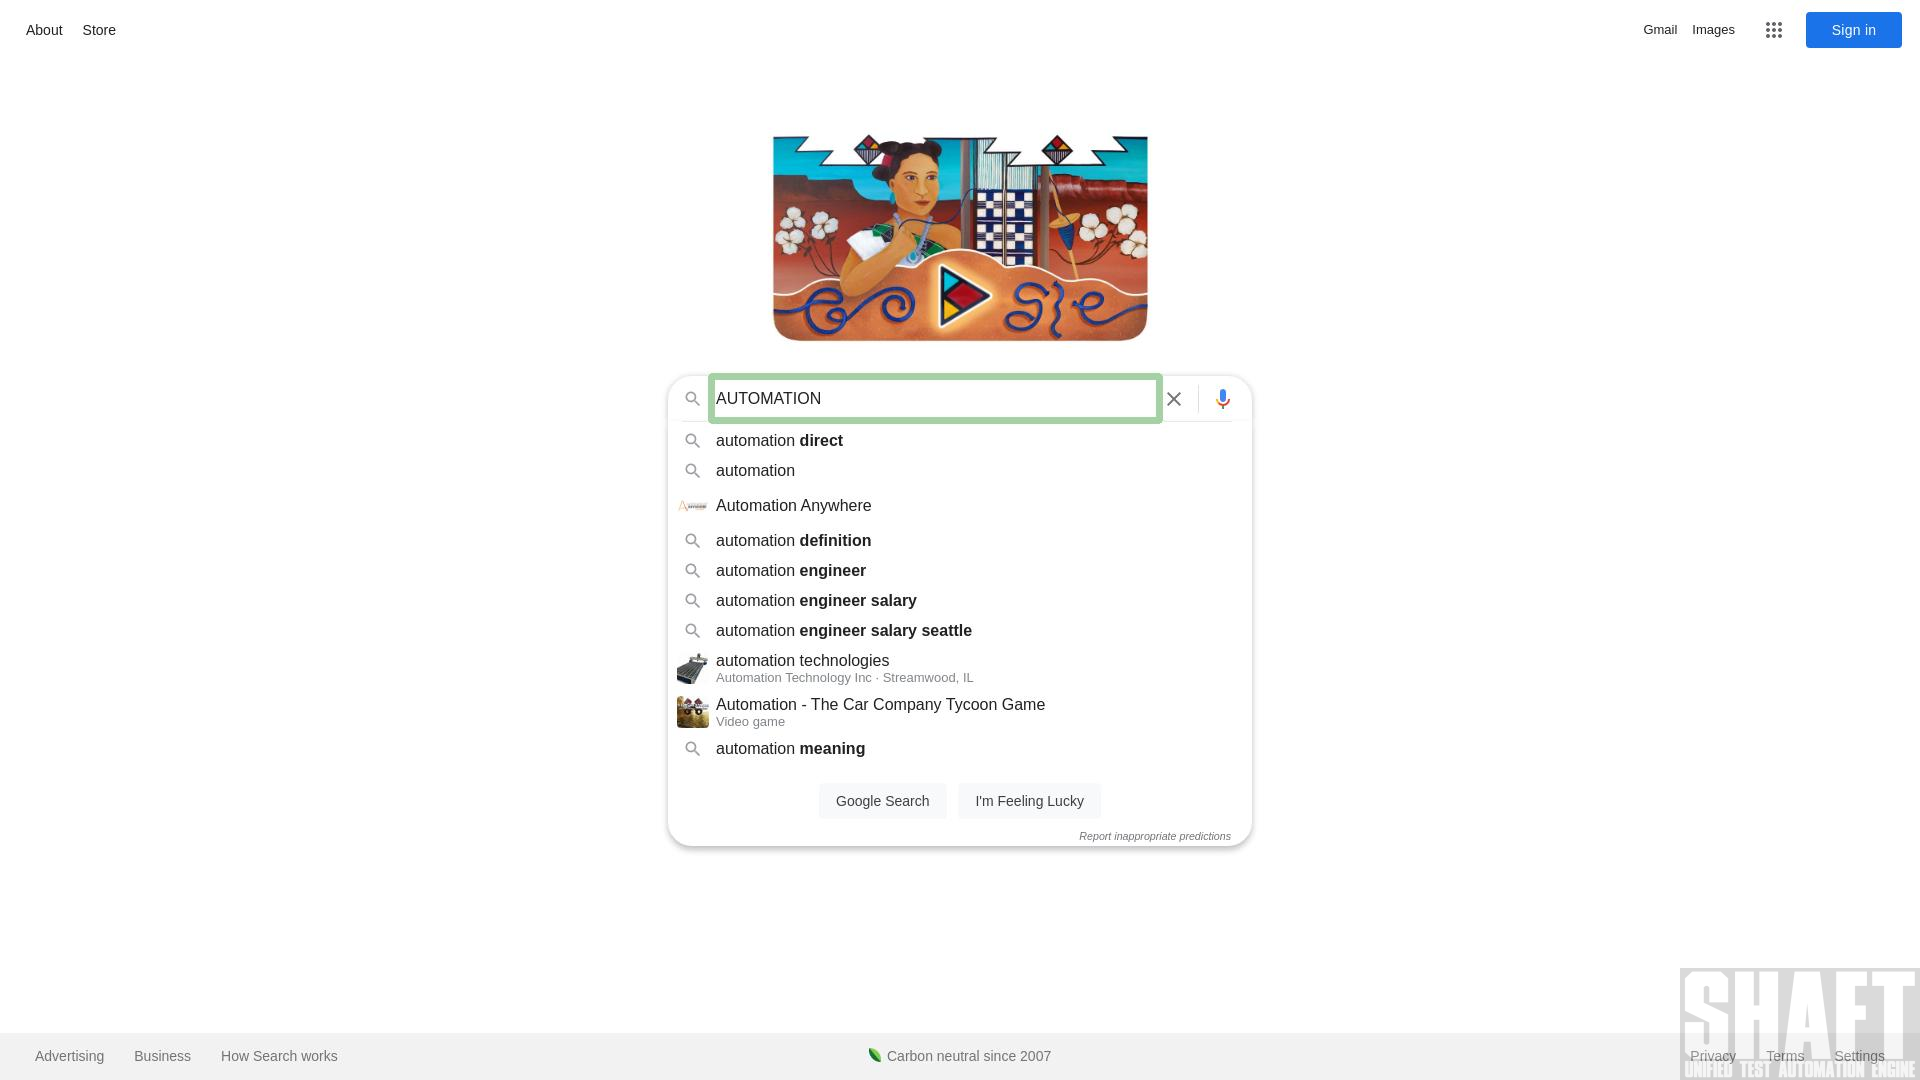 About Store
Gmail Images Sign in
AUTOMATION
automation direct
automation
Automation Anywhere
automation definition
automation engineer
automation engineer salary
automation engineer salary seattle
automation technologies
Automation Technology Inc · Streamwood, IL
Automation - The Car Company Tycoon Game
Video game
automation meaning
Google Search I'm Feeling Lucky
Report inappropriate predictions
SHAFT
Advertising Business How Search works Carbon neutral since 2007 Privacy Terms Settings
UNIFIED TEST AUTOMATION ENGINE